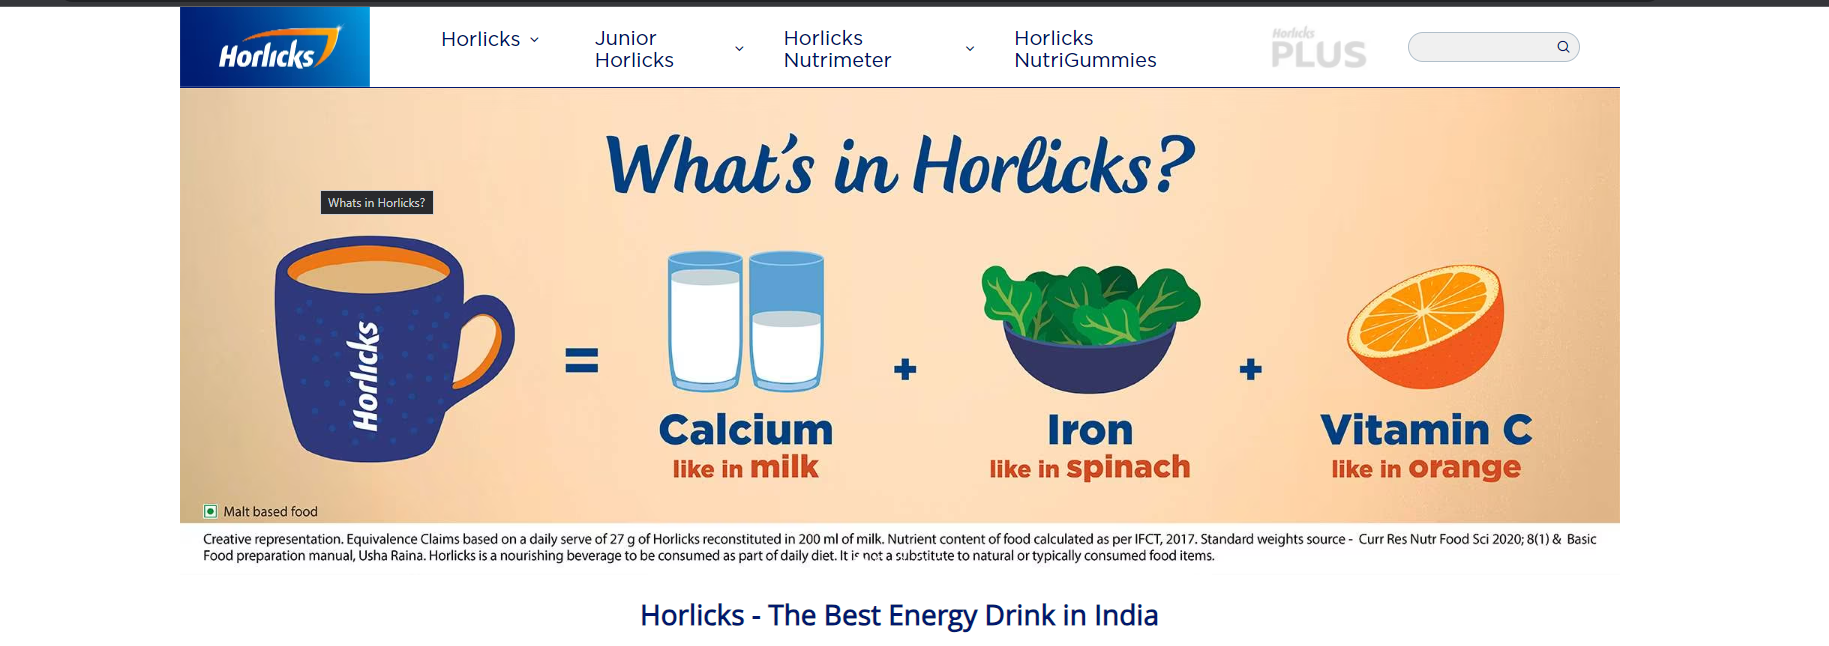 Horlicks
Horlicks
Junior
Horlicks
Horlicks
Nutrimeter
Horlicks
NutriGummies
Horlicks
PLUS
What's in Horlicks?
Whats in Horlicks?
Horlicks
=
+
+
Calcium
like in milk
Iron
like in spinach
Vitamin C
like in orange
Malt based food
Creative representation. Equivalence Claims based on a daily serve of 27 g of Horlicks reconstituted in 200 ml of milk. Nutrient content of food calculated as per IFCT, 2017. Standard weights source - Curr Res Nutr Food Sci 2020; 8(1) & Basic
Food preparation manual, Usha Raina. Horlicks is a nourishing beverage to be consumed as part of daily diet. It is not a substitute to natural or typically consumed food items.
Horlicks - The Best Energy Drink in India